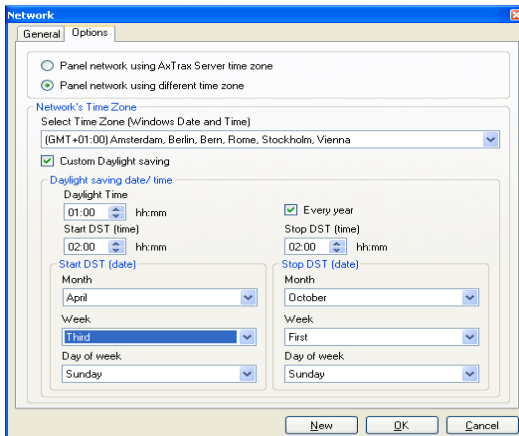 Network
General Options
Panel network using AxTrax Server time zone
Panel network using different time zone
Network's Time Zone
Select Time Zone (Windows Date and Time)
(GMT+01:00) Amsterdam, Berlin, Bern, Rome, Stockholm, Vienna
Custom Daylight saving
Daylight saving date/ time
Daylight Time
01:00 hh:mm Every year
Start DST (time) Stop DST (time)
02:00 hh:mm 02:00 hh:mm
Start DST (date) Stop DST (date)
Month Month
April October
Week Week
Third First
Day of week Day of week
Sunday Sunday
New OK Cancel